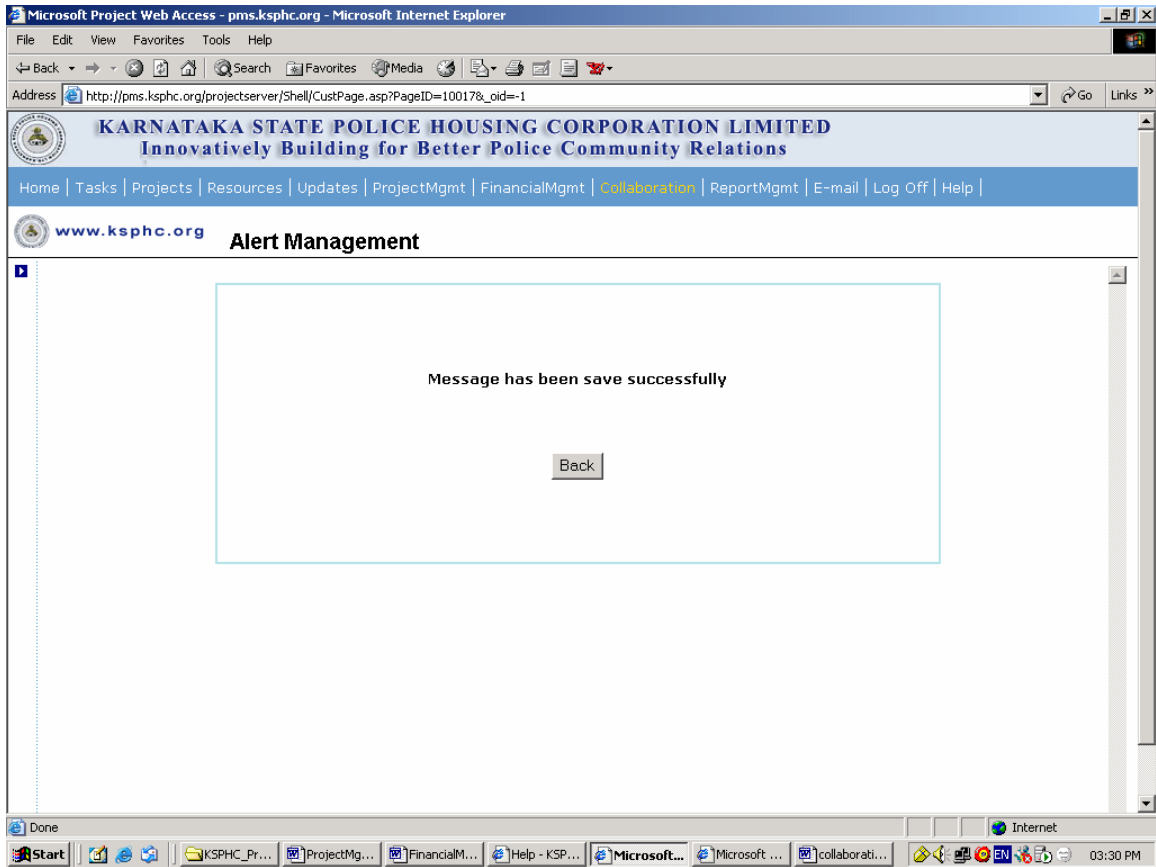 Microsoft Project Web Access - pms.ksphc.org - Microsoft Internet Explorer
File Edit View Favorites Tools Help
Back Search Favorites Media
Address http://pms.ksphc.org/projectserver/Shell/CustPage.asp?PageID=10017&_oid=-1 Go Links »
KARNATAKA STATE POLICE HOUSING CORPORATION LIMITED
Innovatively Building for Better Police Community Relations
Home | Tasks | Projects | Resources | Updates | ProjectMgmt | FinancialMgmt | Collaboration | ReportMgmt | E-mail | Log Off | Help |
www.ksphc.org Alert Management
Message has been save successfully
Back
Done Internet
Start KSPHC_Pr... ProjectMg... FinancialM... Help - KSP... Microsoft... Microsoft ... collaborati... EN 03:30 PM